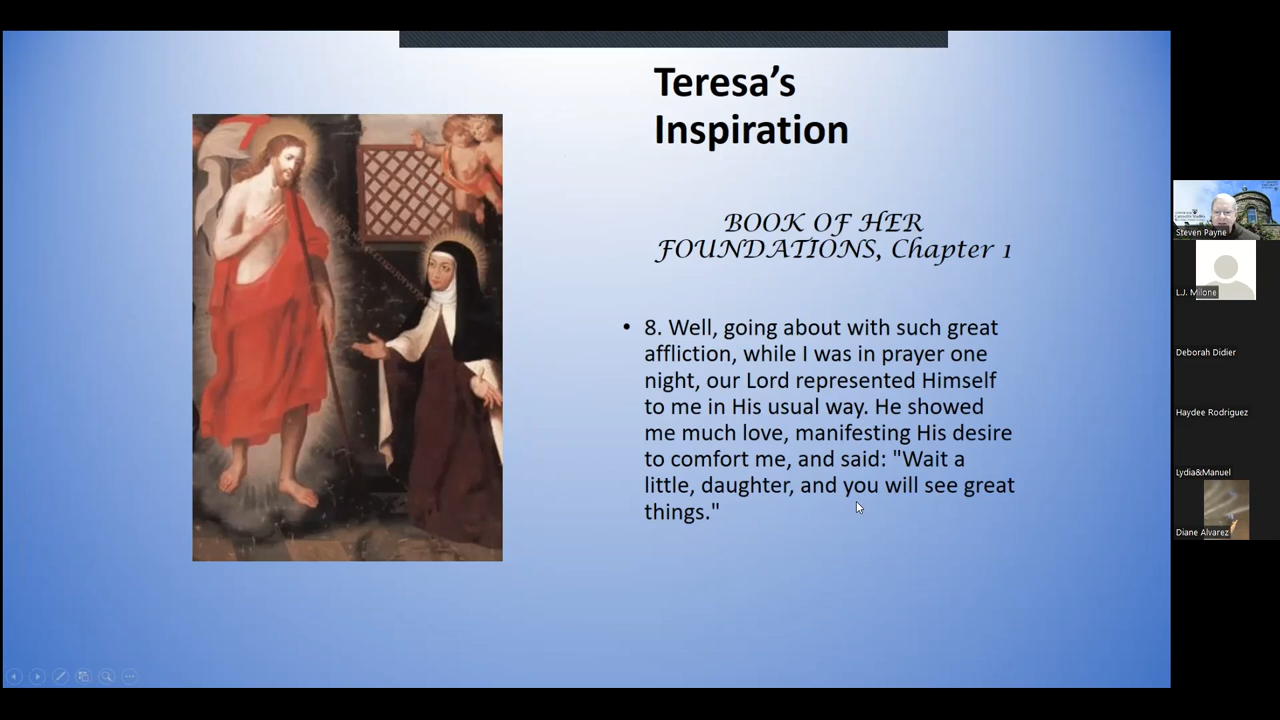 Teresa's
Inspiration
BOOK OF HER
FOUNDATIONS, Chapter 1
• 8. Well, going about with such great
affliction, while I was in prayer one
night, our Lord represented Himself
to me in His usual way. He showed
me much love, manifesting His desire
to comfort me, and said: "Wait a
little, daughter, and you will see great
things."
Steven Payne
L.J. Milone
Deborah Didier
Haydee Rodriguez
Lydia&Manuel
Diane Alvarez